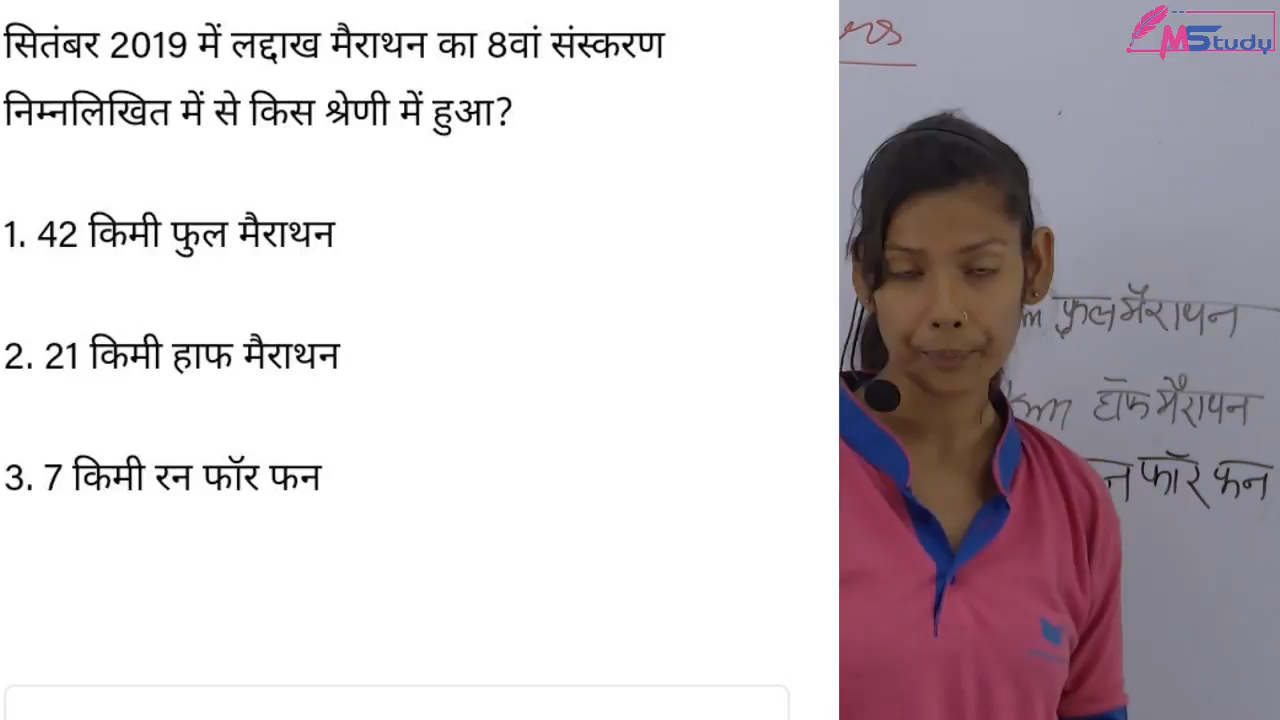 सितंबर 2019 में लद्दाख मैराथन का 8वां संस्करण
निम्नलिखित में से किस श्रेणी में हुआ?
1. 42 किमी फुल मैराथन
2. 21 किमी हाफ मैराथन
3. 7 किमी रन फॉर फन
MStudy
m फुल मैराथन
हॉफ मैराथन
न फॉर फन